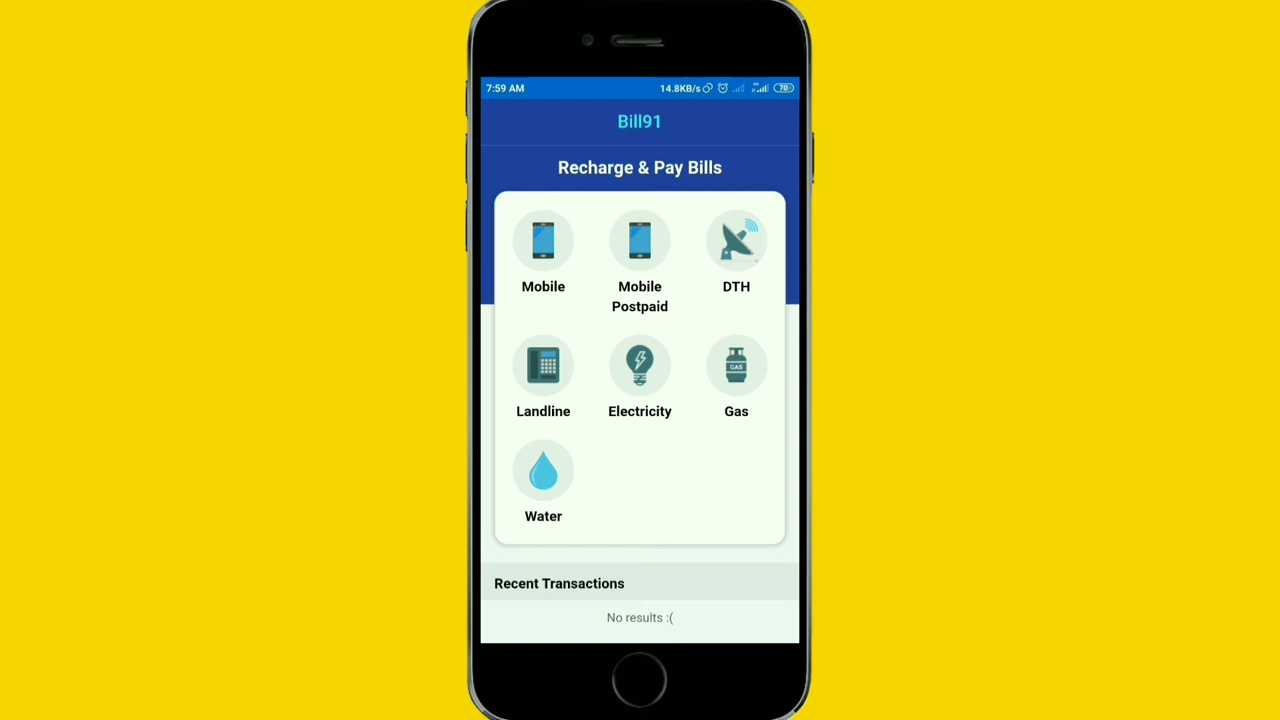 7:59 AM 14.8KB/s 70
Bill91
Recharge & Pay Bills
Mobile
Mobile
Postpaid
DTH
Landline
Electricity
GAS
Gas
Water
Recent Transactions
No results :(